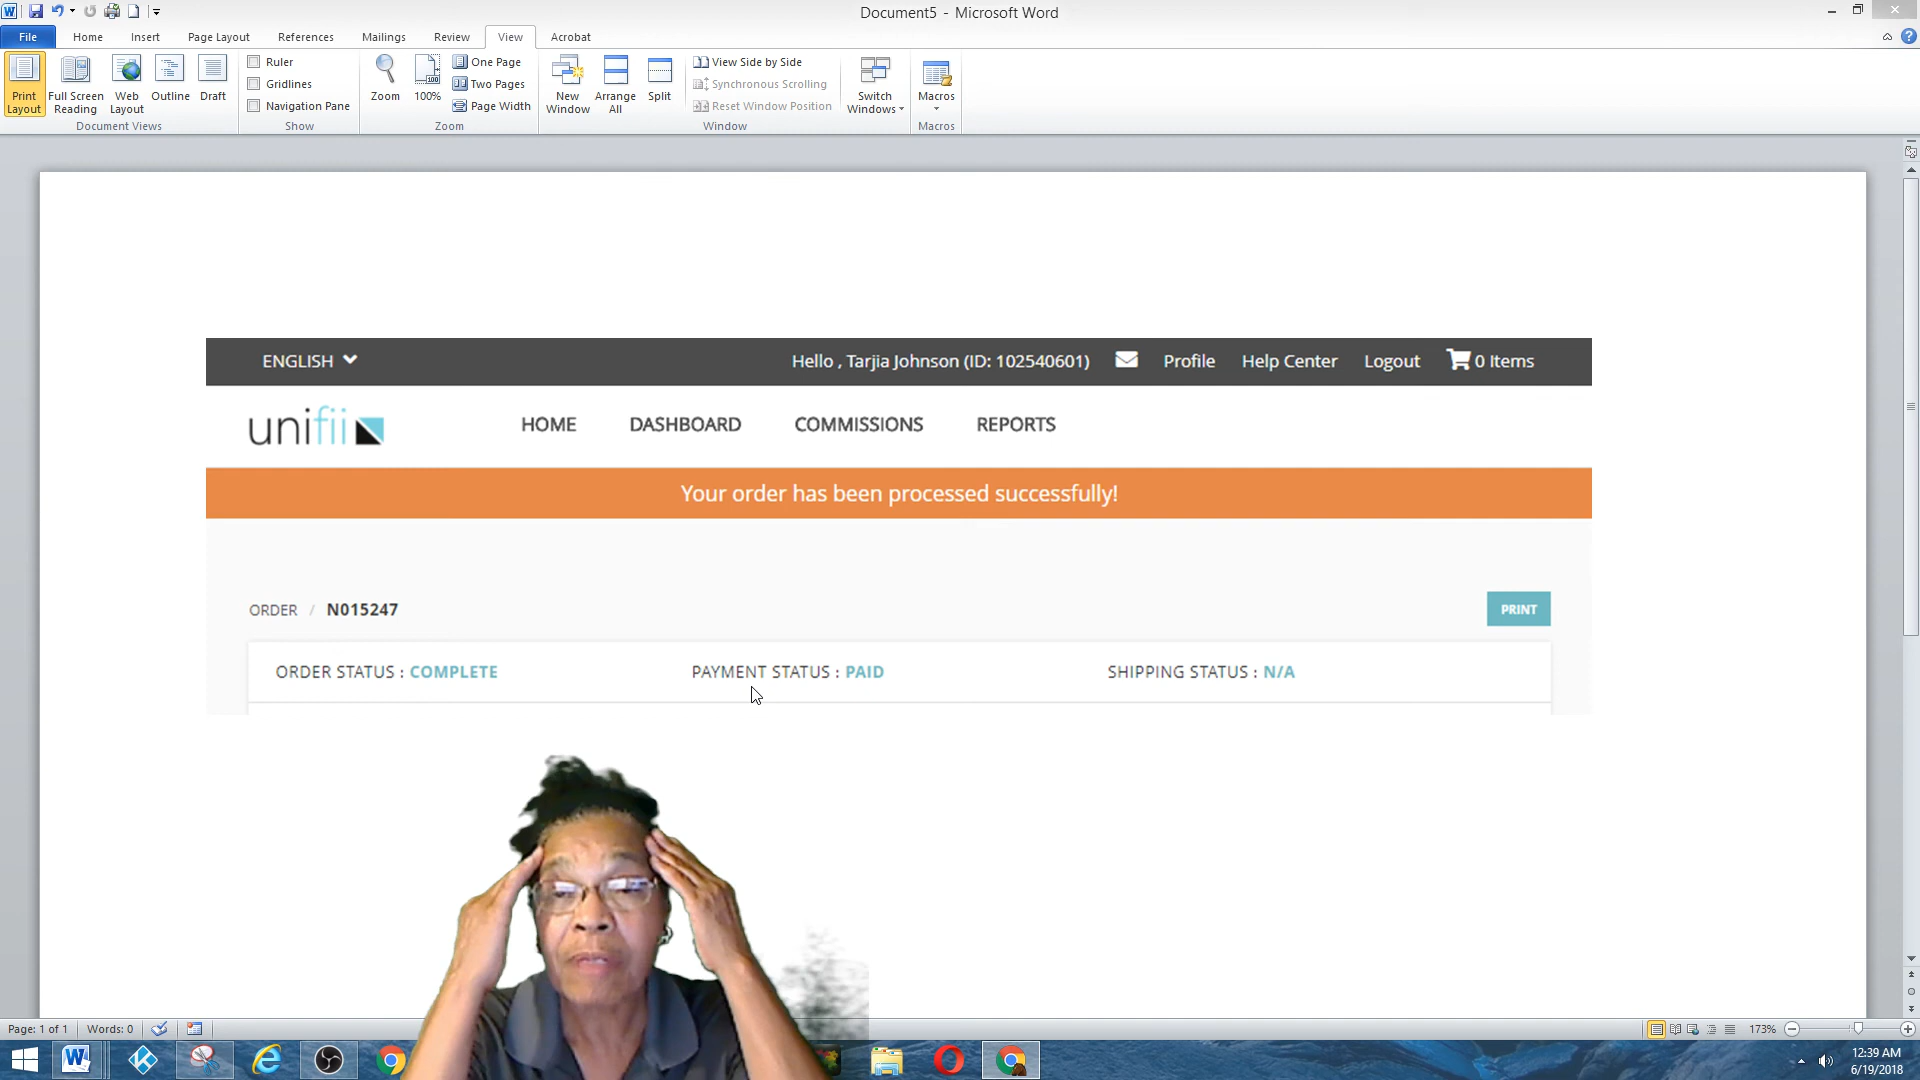 Document5 - Microsoft Word
File Home Insert Page Layout References Mailings Review View Acrobat
Print Layout
Full Screen Reading
Web Layout
Outline
Draft
Document Views
Ruler
Gridlines
Navigation Pane
Show
Zoom
100%
One Page
Two Pages
Page Width
Zoom
New Window
Arrange All
Split
View Side by Side
Synchronous Scrolling
Reset Window Position
Window
Switch Windows
Macros
Macros
ENGLISH Hello , Tarjia Johnson (ID: 102540601) Profile Help Center Logout 0 Items
unifii HOME DASHBOARD COMMISSIONS REPORTS
Your order has been processed successfully!
ORDER / N015247 PRINT
ORDER STATUS : COMPLETE PAYMENT STATUS : PAID SHIPPING STATUS : N/A
Page: 1 of 1 Words: 0 173%
12:39 AM
6/19/2018